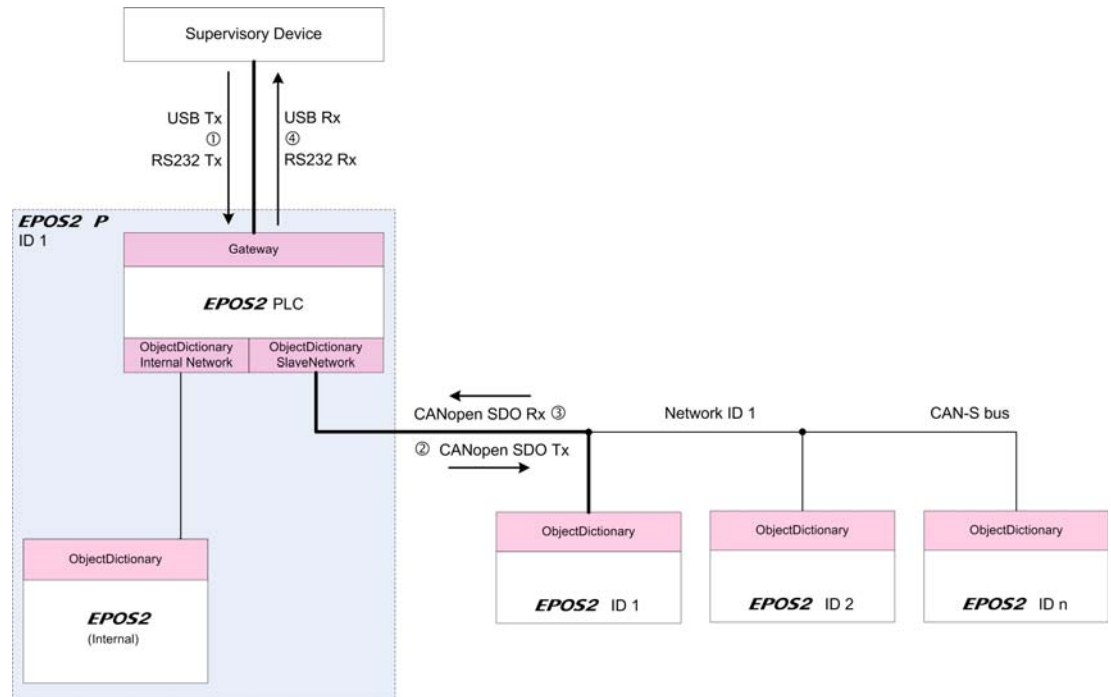 Supervisory Device
USB Tx
①
RS232 Tx
USB Rx
④
RS232 Rx
EPOS2 P
ID 1
Gateway
EPOS2 PLC
ObjectDictionary
Internal Network
ObjectDictionary
SlaveNetwork
CANopen SDO Rx ③
Network ID 1
CAN-S bus
② CANopen SDO Tx
ObjectDictionary
EPOS2
(Internal)
ObjectDictionary
EPOS2 ID 1
ObjectDictionary
EPOS2 ID 2
ObjectDictionary
EPOS2 ID n